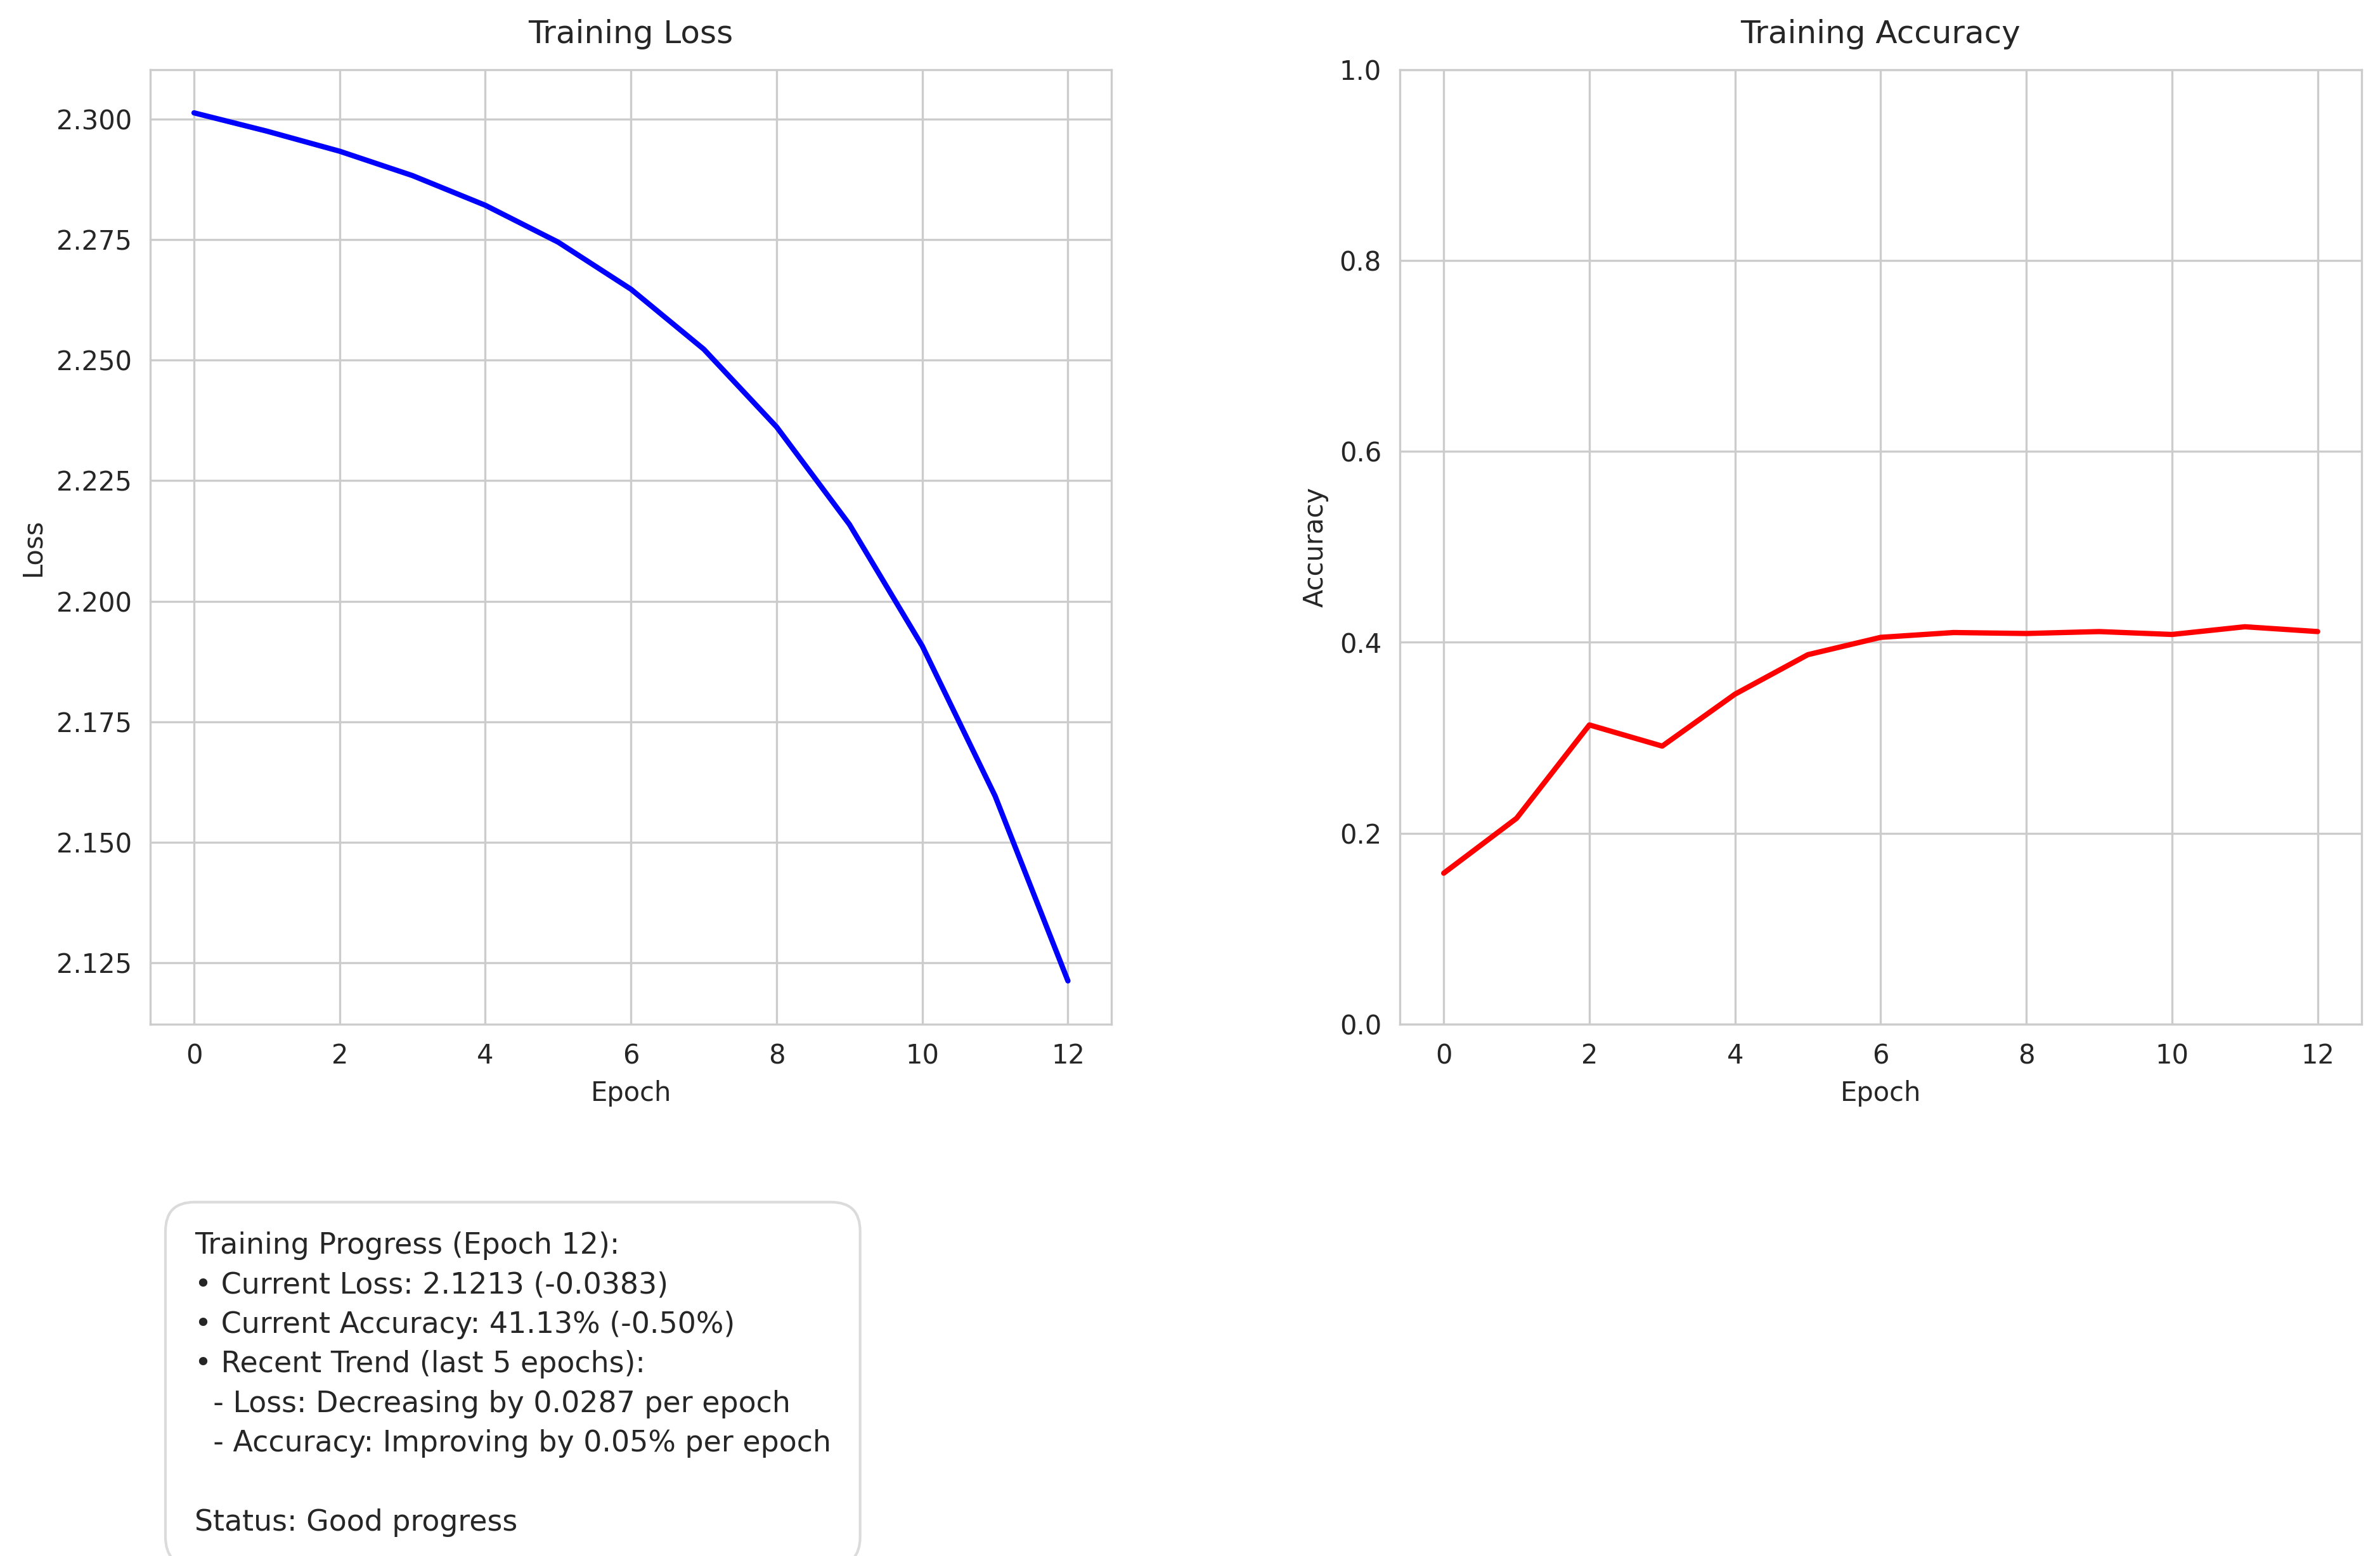 Training Loss
2.300
2.275
2.250
2.225
2.200
2.175
2.150
2.125
Loss
0 2 4 6 8 10 12
Epoch
Training Accuracy
1.0
0.8
0.6
0.4
0.2
0.0
Accuracy
0 2 4 6 8 10 12
Epoch
Training Progress (Epoch 12):
• Current Loss: 2.1213 (-0.0383)
• Current Accuracy: 41.13% (-0.50%)
• Recent Trend (last 5 epochs):
- Loss: Decreasing by 0.0287 per epoch
- Accuracy: Improving by 0.05% per epoch
Status: Good progress